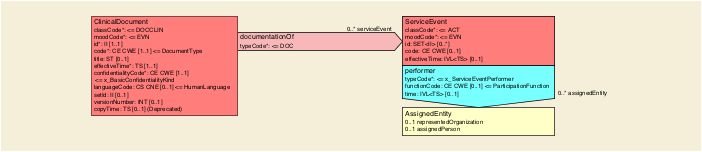 ClinicalDocument
classCode*: <= DOCCLIN
moodCode*: <= EVN
id*: II [1..1]
code*: CE CWE [1..1] <= DocumentType
title: ST [0..1]
effectiveTime*: TS [1..1]
confidentialityCode*: CE CWE [1..1]
<= x_BasicConfidentialityKind
languageCode: CS CNE [0..1] <= HumanLanguage
setId: II [0..1]
versionNumber: INT [0..1]
copyTime: TS [0..1] (Deprecated)
0..* serviceEvent
documentationOf
typeCode*: <= DOC
ServiceEvent
classCode*: <= ACT
moodCode*: <= EVN
id: SET<II> [0..*]
code: CE CWE [0..1]
effectiveTime: IVL<TS> [0..1]
performer
typeCode*: <= x_ServiceEventPerformer
functionCode: CE CWE [0..1] <= ParticipationFunction
time: IVL<TS> [0..1]
0..* assignedEntity
AssignedEntity
0..1 representedOrganization
0..1 assignedPerson